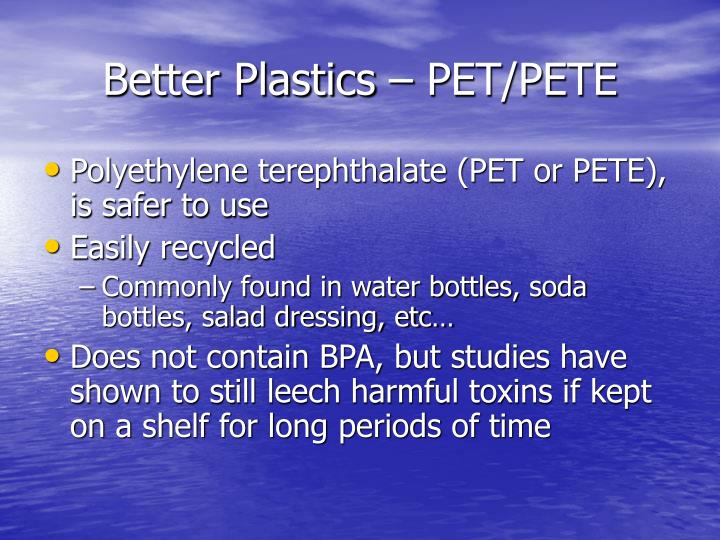 Better Plastics – PET/PETE
• Polyethylene terephthalate (PET or PETE),
is safer to use
• Easily recycled
– Commonly found in water bottles, soda
bottles, salad dressing, etc…
• Does not contain BPA, but studies have
shown to still leech harmful toxins if kept
on a shelf for long periods of time